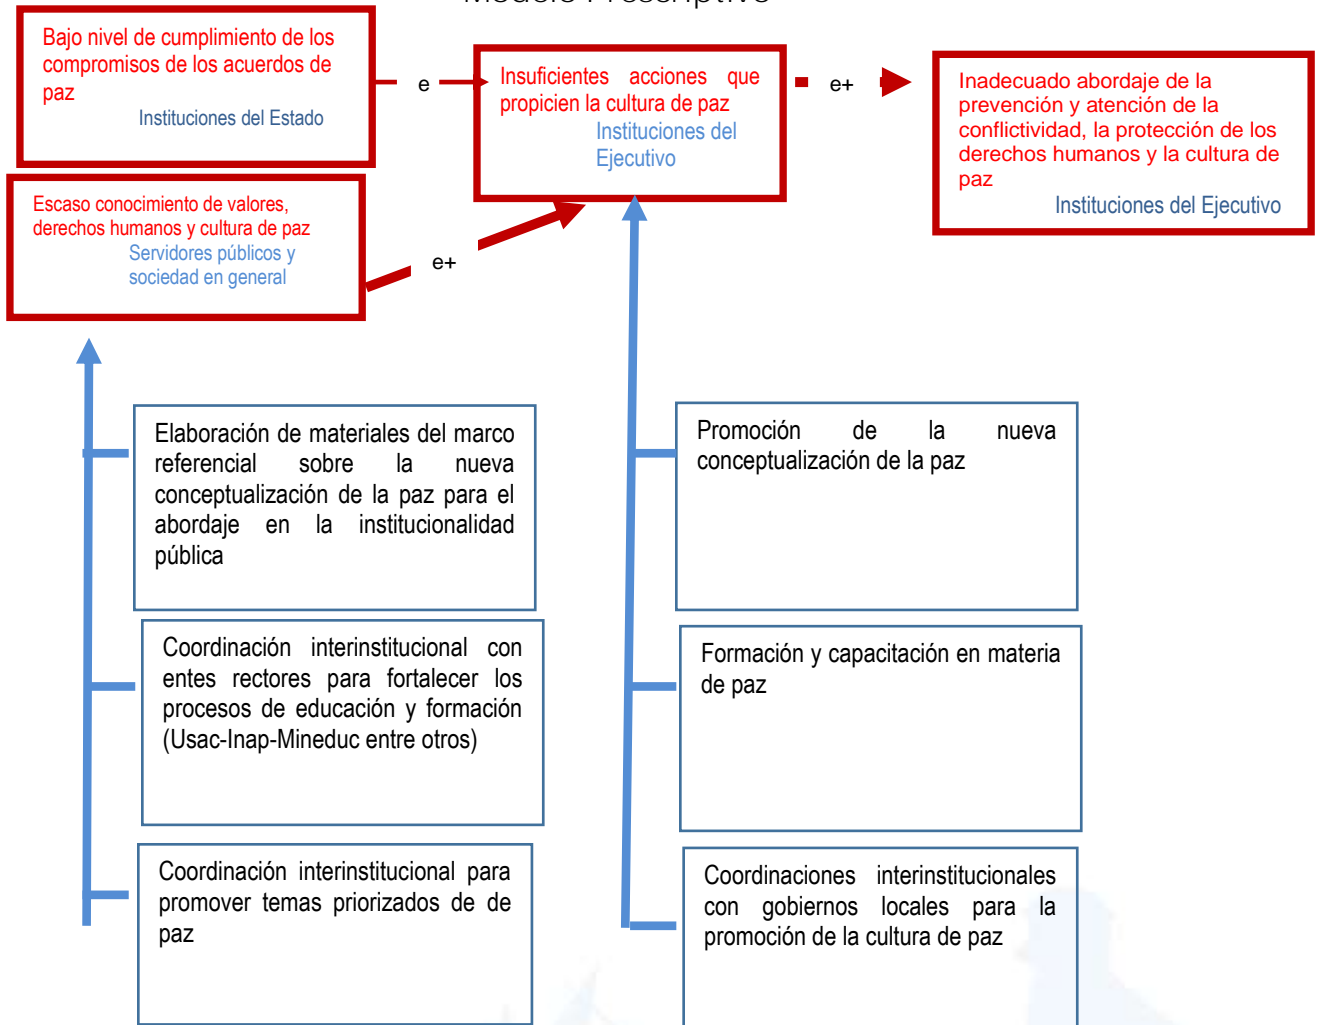 Modelo Prescriptivo
Bajo nivel de cumplimiento de los
compromisos de los acuerdos de
paz
Instituciones del Estado
e
Insuficientes acciones que
propicien la cultura de paz
Instituciones del
Ejecutivo
e+
Inadecuado abordaje de la
prevención y atención de la
conflictividad, la protección de los
derechos humanos y la cultura de
paz
Instituciones del Ejecutivo
Escaso conocimiento de valores,
derechos humanos y cultura de paz
Servidores públicos y
sociedad en general
e+
Elaboración de materiales del marco
referencial sobre la nueva
conceptualización de la paz para el
abordaje en la institucionalidad
pública
Coordinación interinstitucional con
entes rectores para fortalecer los
procesos de educación y formación
(Usac-Inap-Mineduc entre otros)
Coordinación interinstitucional para
promover temas priorizados de de
paz
Promoción de la nueva
conceptualización de la paz
Formación y capacitación en materia
de paz
Coordinaciones interinstitucionales
con gobiernos locales para la
promoción de la cultura de paz